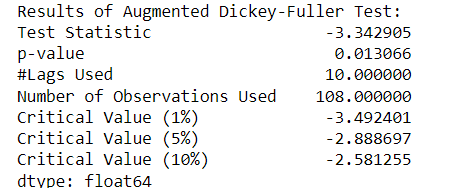 Results of Augmented Dickey-Fuller Test:
Test Statistic -3.342905
p-value 0.013066
#Lags Used 10.000000
Number of Observations Used 108.000000
Critical Value (1%) -3.492401
Critical Value (5%) -2.888697
Critical Value (10%) -2.581255
dtype: float64